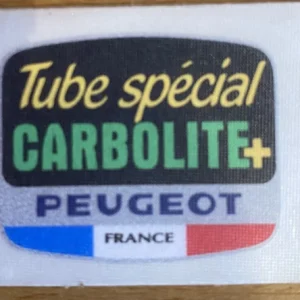 Tube spécial
CARBOLITE+
PEUGEOT
FRANCE